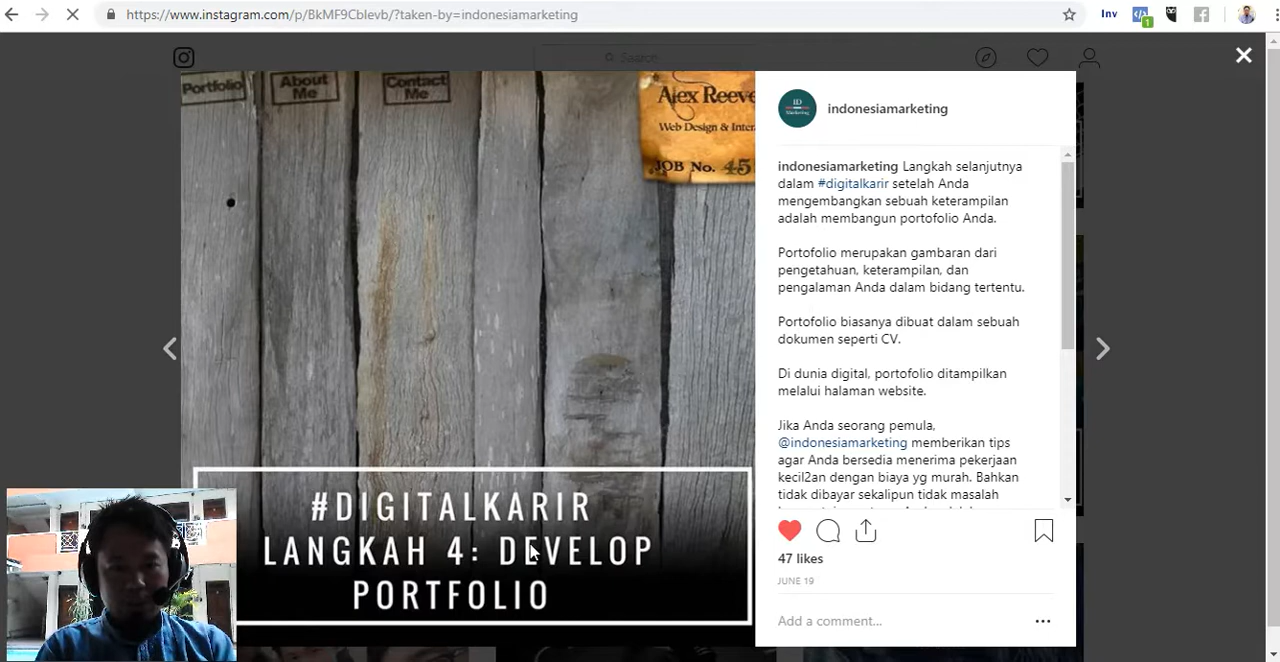 https://www.instagram.com/p/BkMF9Cblevb/?taken-by=indonesiamarketing
Inv
1
Portfolio
About
Me
Contact
Me
Alex Reeve
Web Design & Inter
JOB No. 45
#DIGITALKARIR
LANGKAH 4: DEVELOP
PORTFOLIO
ID
Marketing
indonesiamarketing
indonesiamarketing Langkah selanjutnya
dalam #digitalkarir setelah Anda
mengembangkan sebuah keterampilan
adalah membangun portofolio Anda.
Portofolio merupakan gambaran dari
pengetahuan, keterampilan, dan
pengalaman Anda dalam bidang tertentu.
Portofolio biasanya dibuat dalam sebuah
dokumen seperti CV.
Di dunia digital, portofolio ditampilkan
melalui halaman website.
Jika Anda seorang pemula,
@indonesiamarketing memberikan tips
agar Anda bersedia menerima pekerjaan
kecil2an dengan biaya yg murah. Bahkan
tidak dibayar sekalipun tidak masalah
47 likes
JUNE 19
Add a comment...